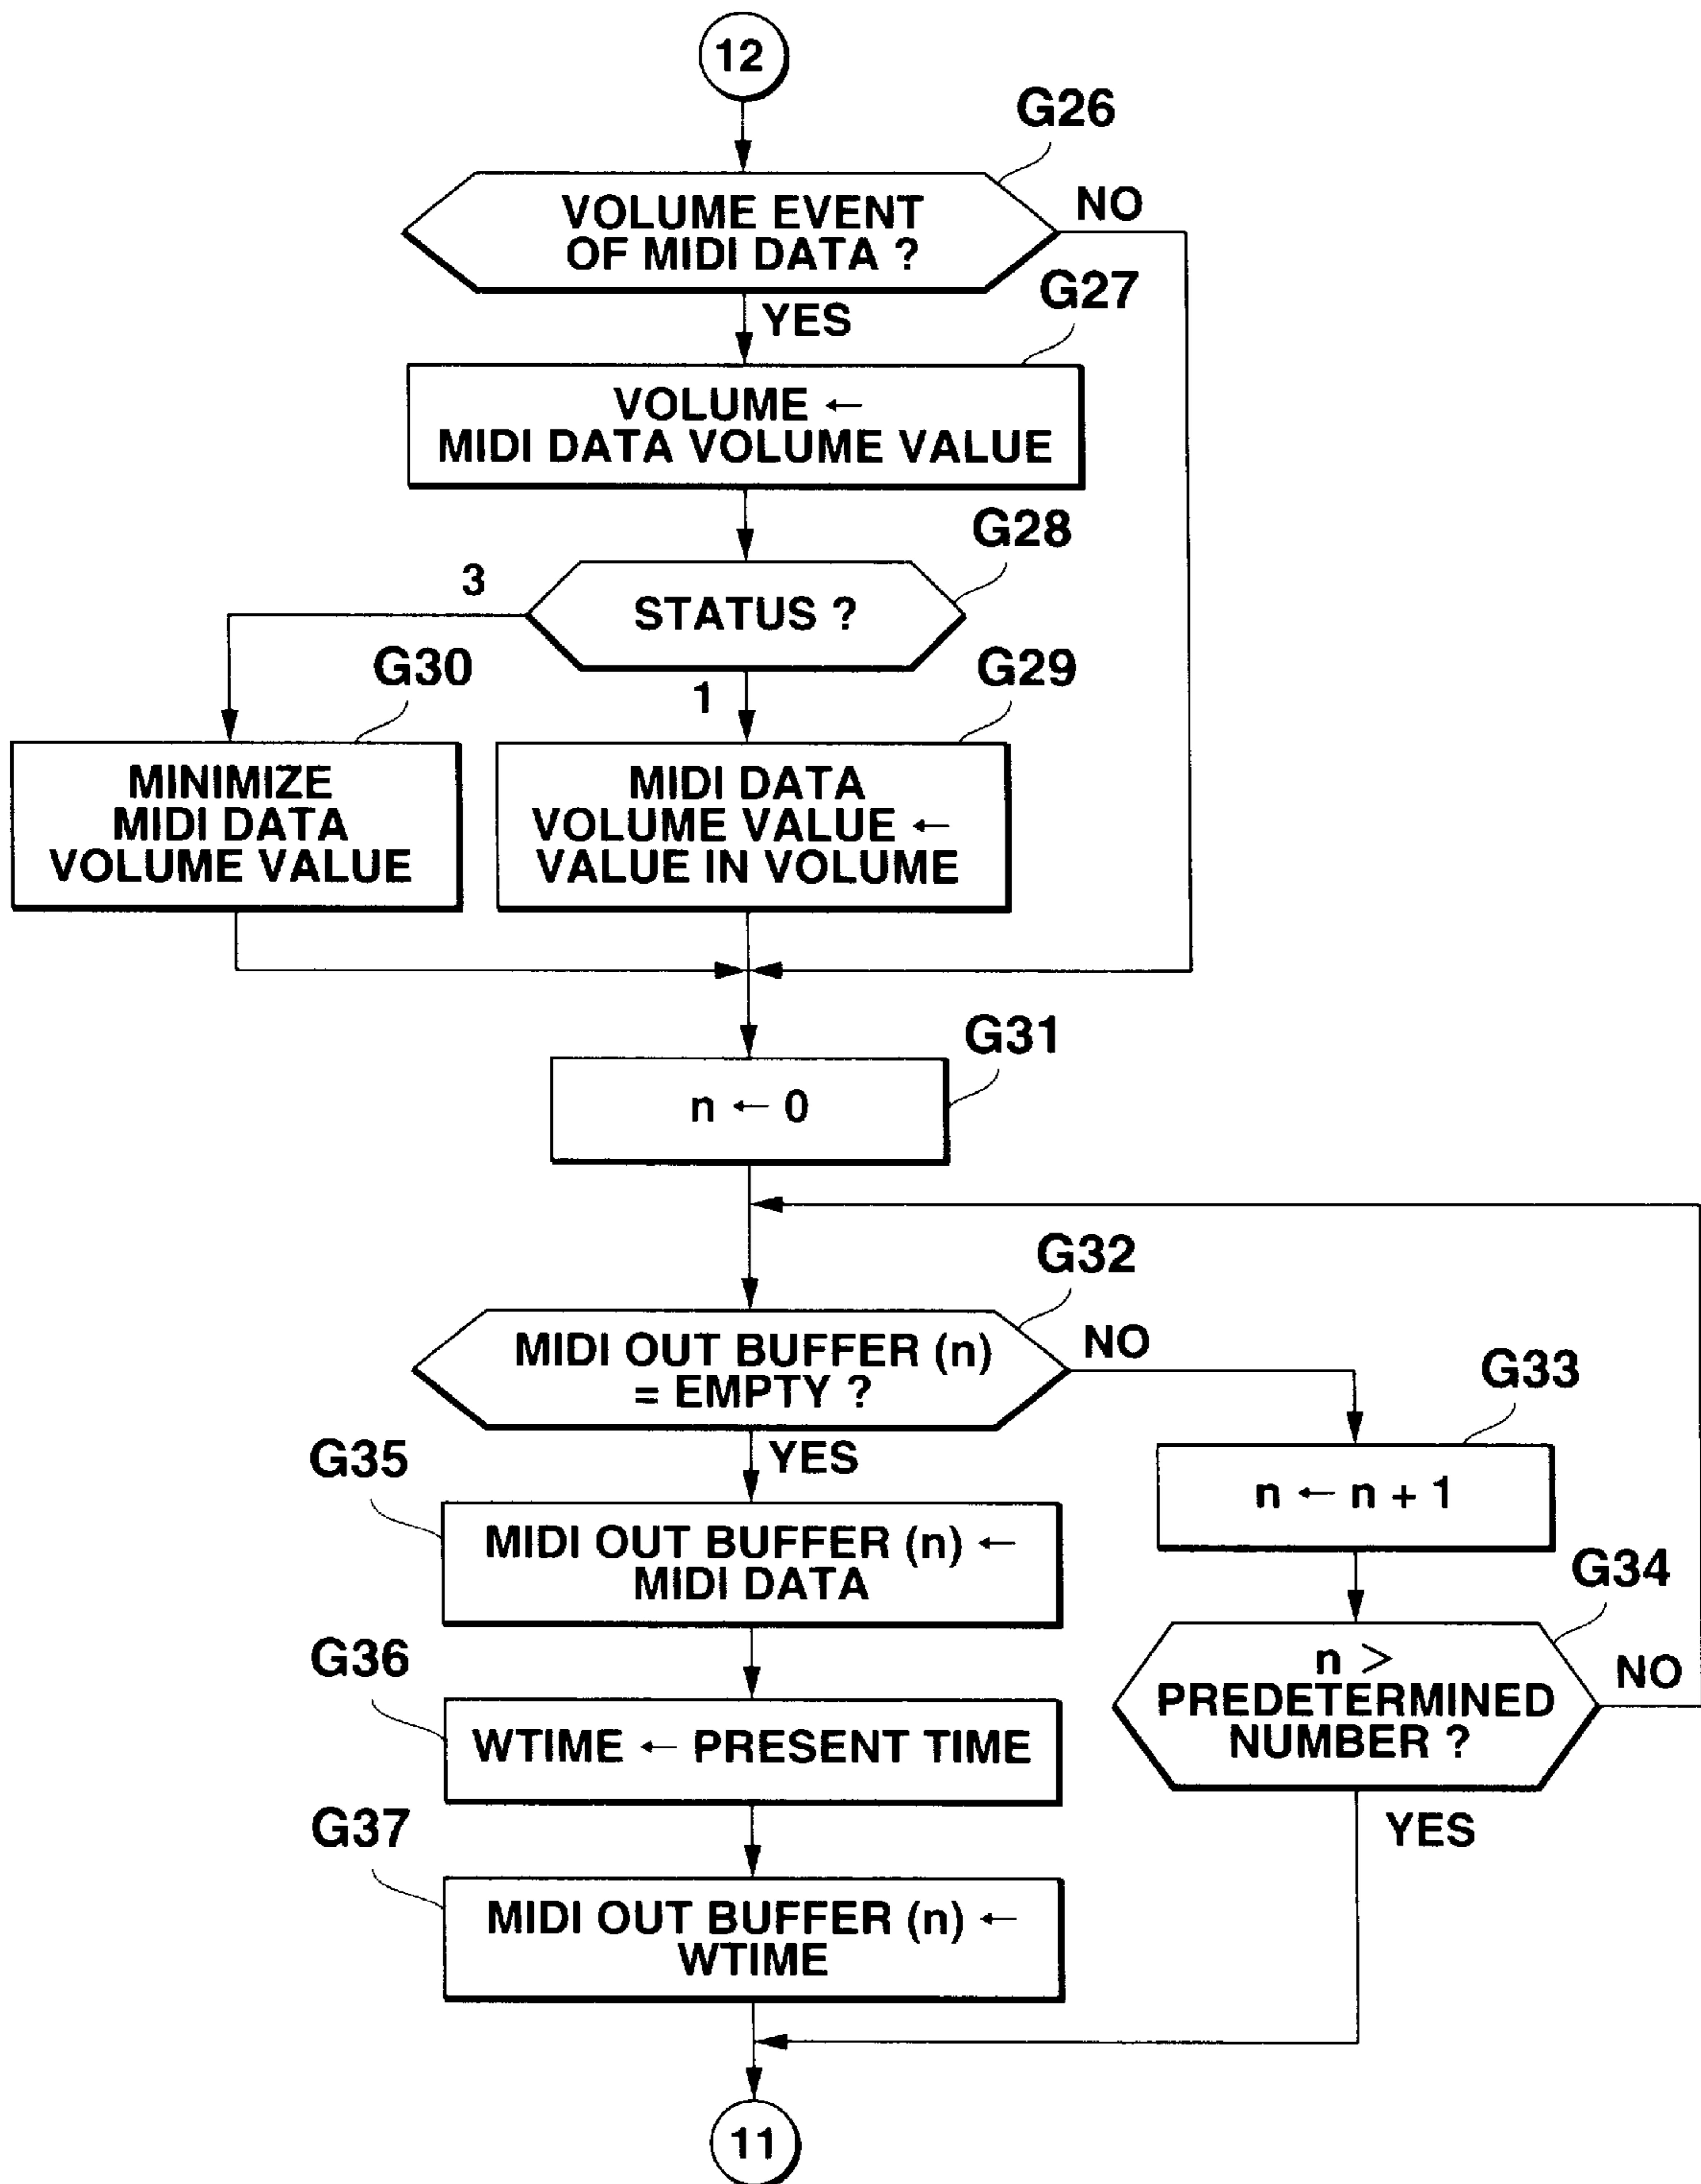 12
G26
VOLUME EVENT
OF MIDI DATA ?
NO
YES
G27
VOLUME ←
MIDI DATA VOLUME VALUE
G28
STATUS ?
3
1
G30
MINIMIZE
MIDI DATA
VOLUME VALUE
G29
MIDI DATA
VOLUME VALUE ←
VALUE IN VOLUME
G31
n ← 0
G32
MIDI OUT BUFFER (n)
= EMPTY ?
NO
YES
G33
n ← n + 1
G34
n >
PREDETERMINED
NUMBER ?
NO
YES
G35
MIDI OUT BUFFER (n) ←
MIDI DATA
G36
WTIME ← PRESENT TIME
G37
MIDI OUT BUFFER (n) ←
WTIME
11